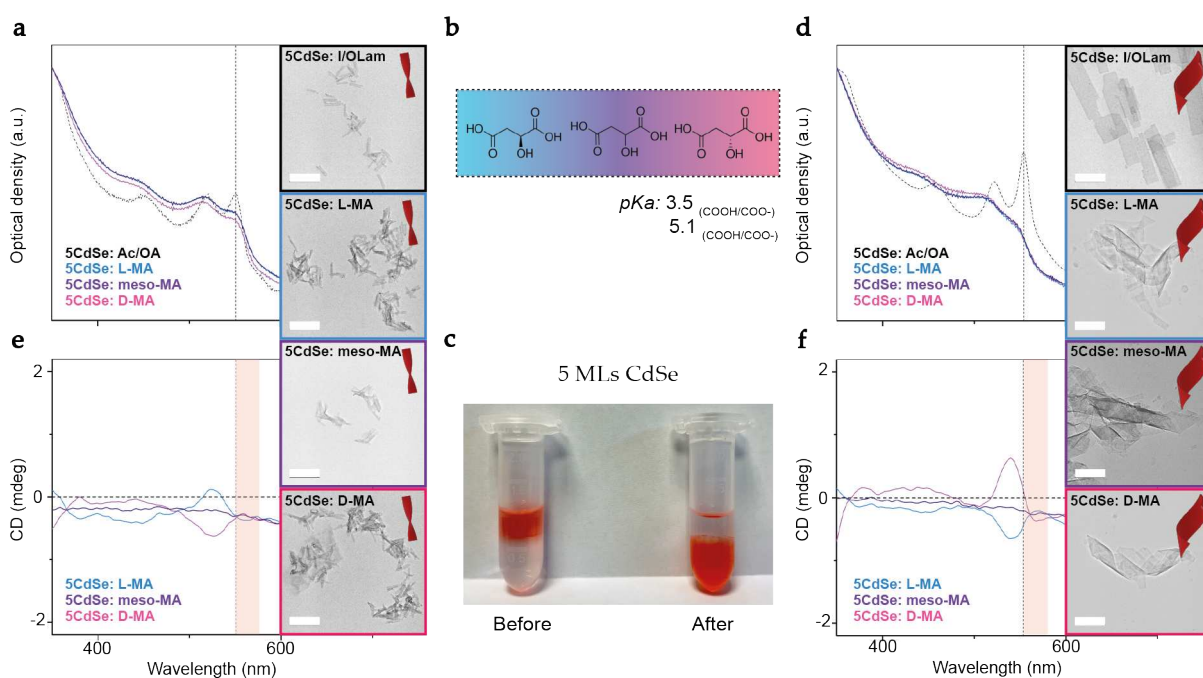 a
Optical density (a.u.)
5CdSe: Ac/OA
5CdSe: L-MA
5CdSe: meso-MA
5CdSe: D-MA
5CdSe: I/OLam
5CdSe: L-MA
5CdSe: meso-MA
5CdSe: D-MA
b
HO
O
O
OH
OH
HO
O
O
OH
OH
HO
O
O
OH
OH
pKa: 3.5 (COOH/COO-)
5.1 (COOH/COO-)
c
5 MLs CdSe
Before
After
d
Optical density (a.u.)
5CdSe: Ac/OA
5CdSe: L-MA
5CdSe: meso-MA
5CdSe: D-MA
5CdSe: I/OLam
5CdSe: L-MA
5CdSe: meso-MA
5CdSe: D-MA
e
CD (mdeg)
2
0
-2
5CdSe: L-MA
5CdSe: meso-MA
5CdSe: D-MA
400
600
Wavelength (nm)
f
CD (mdeg)
2
0
-2
5CdSe: L-MA
5CdSe: meso-MA
5CdSe: D-MA
400
600
Wavelength (nm)